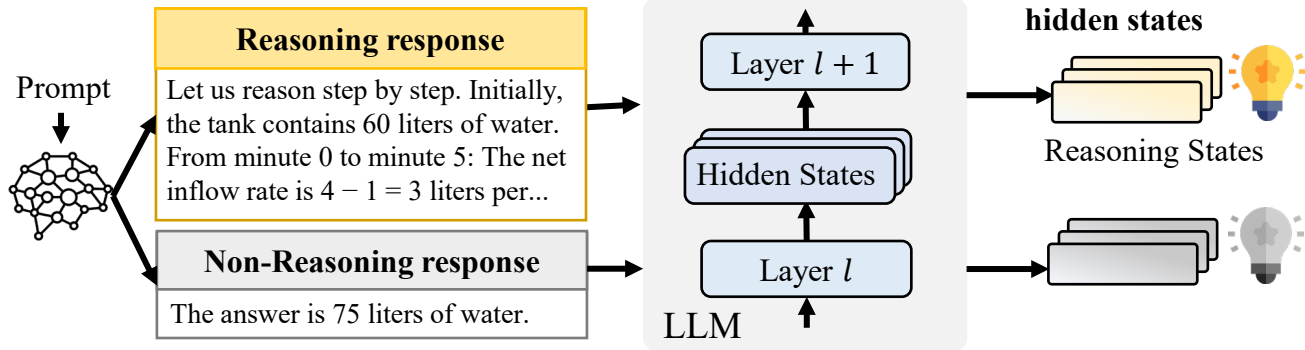 Prompt
Reasoning response
Let us reason step by step. Initially,
the tank contains 60 liters of water.
From minute 0 to minute 5: The net
inflow rate is 4 − 1 = 3 liters per...
Non-Reasoning response
The answer is 75 liters of water.
Layer l + 1
Hidden States
Layer l
LLM
hidden states
Reasoning States